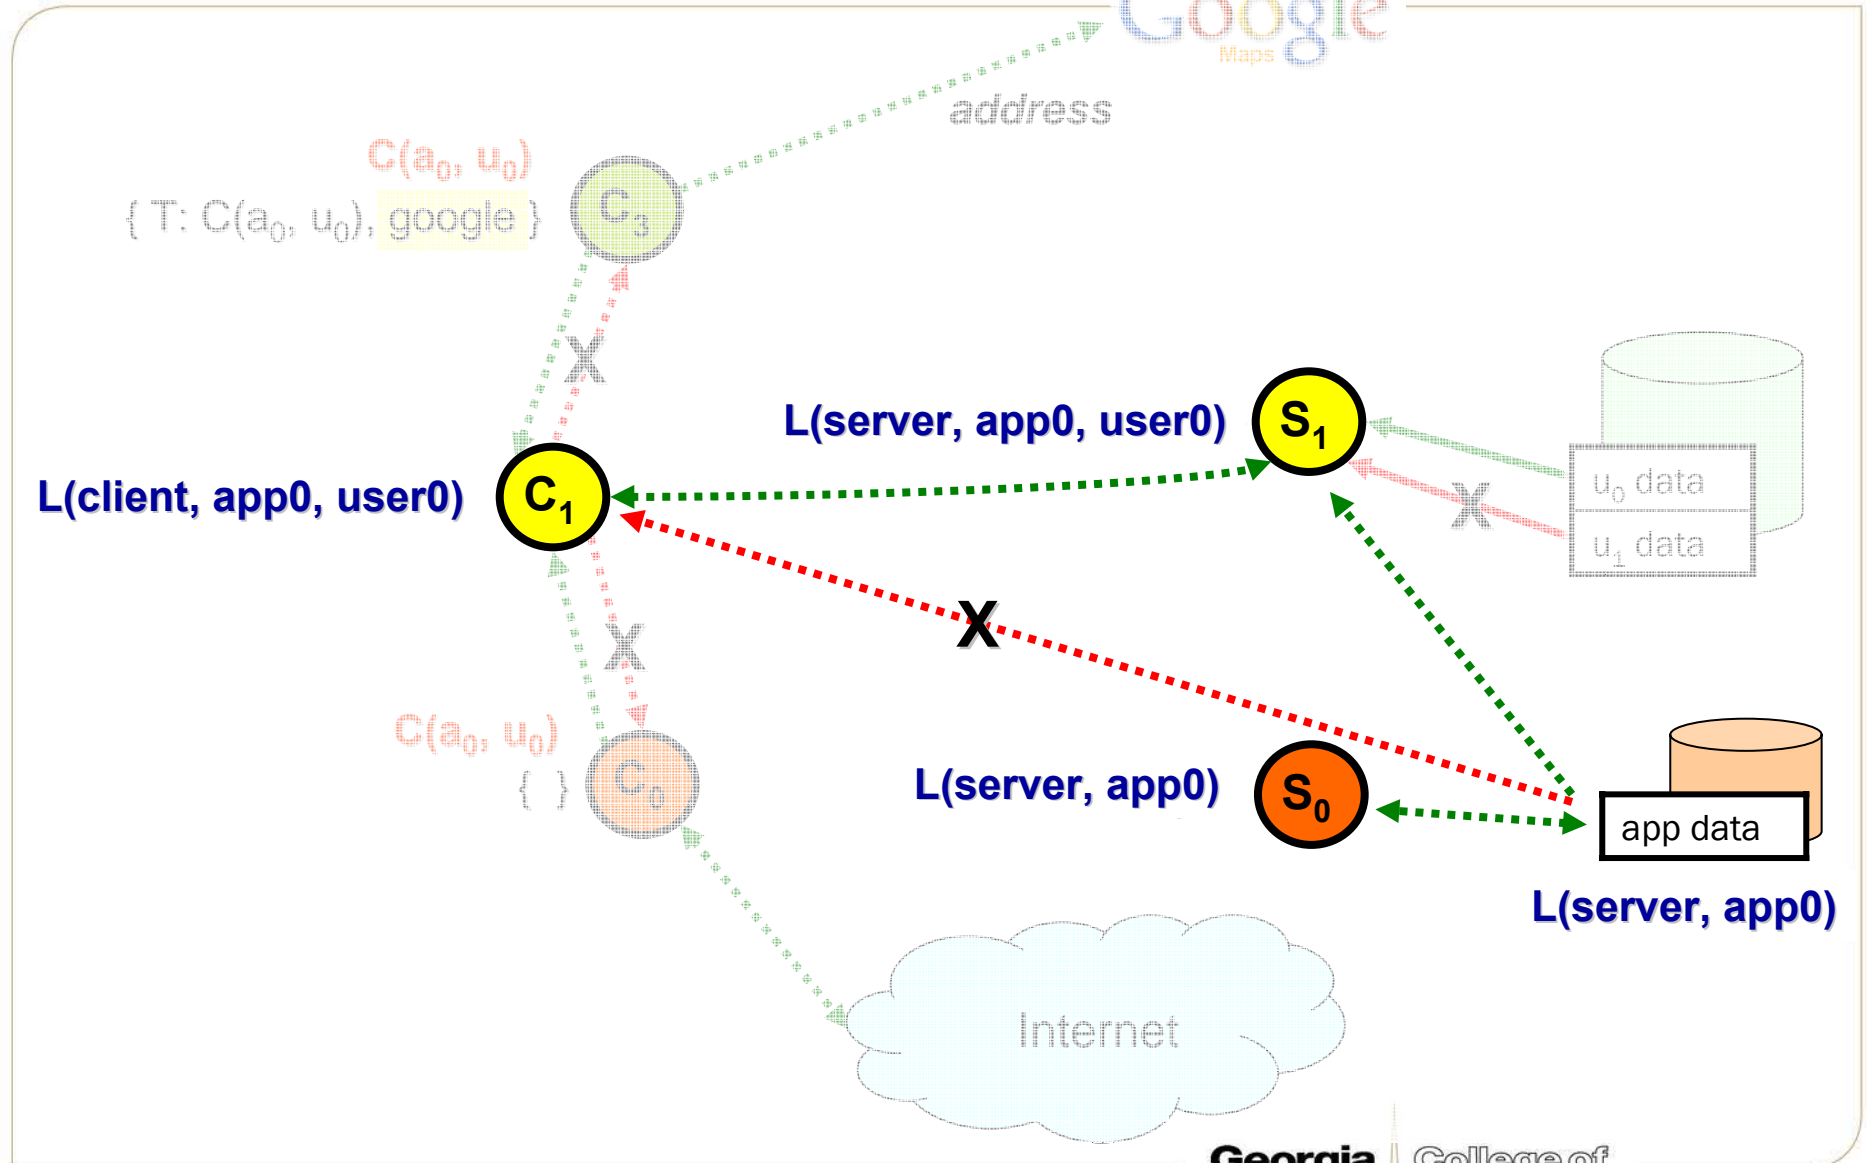 Google
Maps
address
C(a₀, u₀)
{ T: C(a₀, u₀), google }
C₃
X
L(server, app0, user0)
S₁
L(client, app0, user0)
C₁
u₀ data
X
u₁ data
X
X
C(a₀, u₀)
{ }
C₀
L(server, app0)
S₀
app data
L(server, app0)
Internet
Georgia
College of